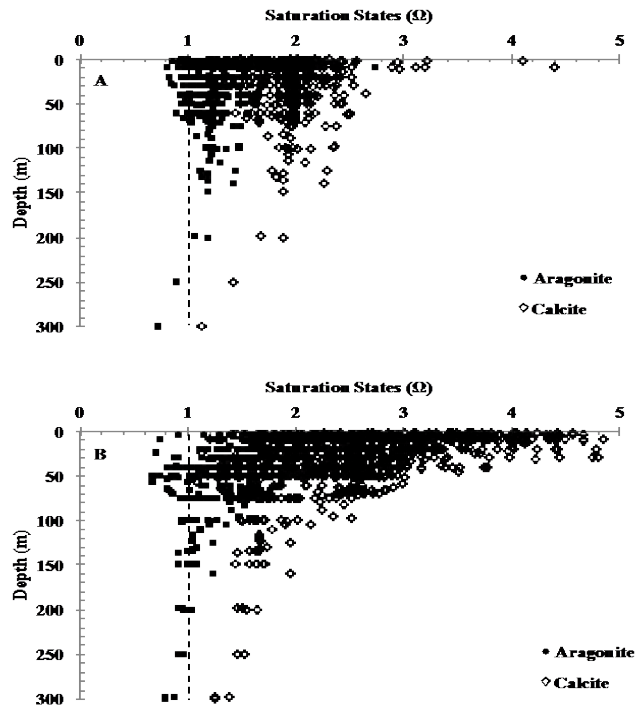 Saturation States (Ω)
0 1 2 3 4 5
0
A
50
100
Depth (m)
150
200
250
Aragonite
Calcite
300
Saturation States (Ω)
0 1 2 3 4 5
0
B
50
100
Depth (m)
150
200
250
Aragonite
Calcite
300